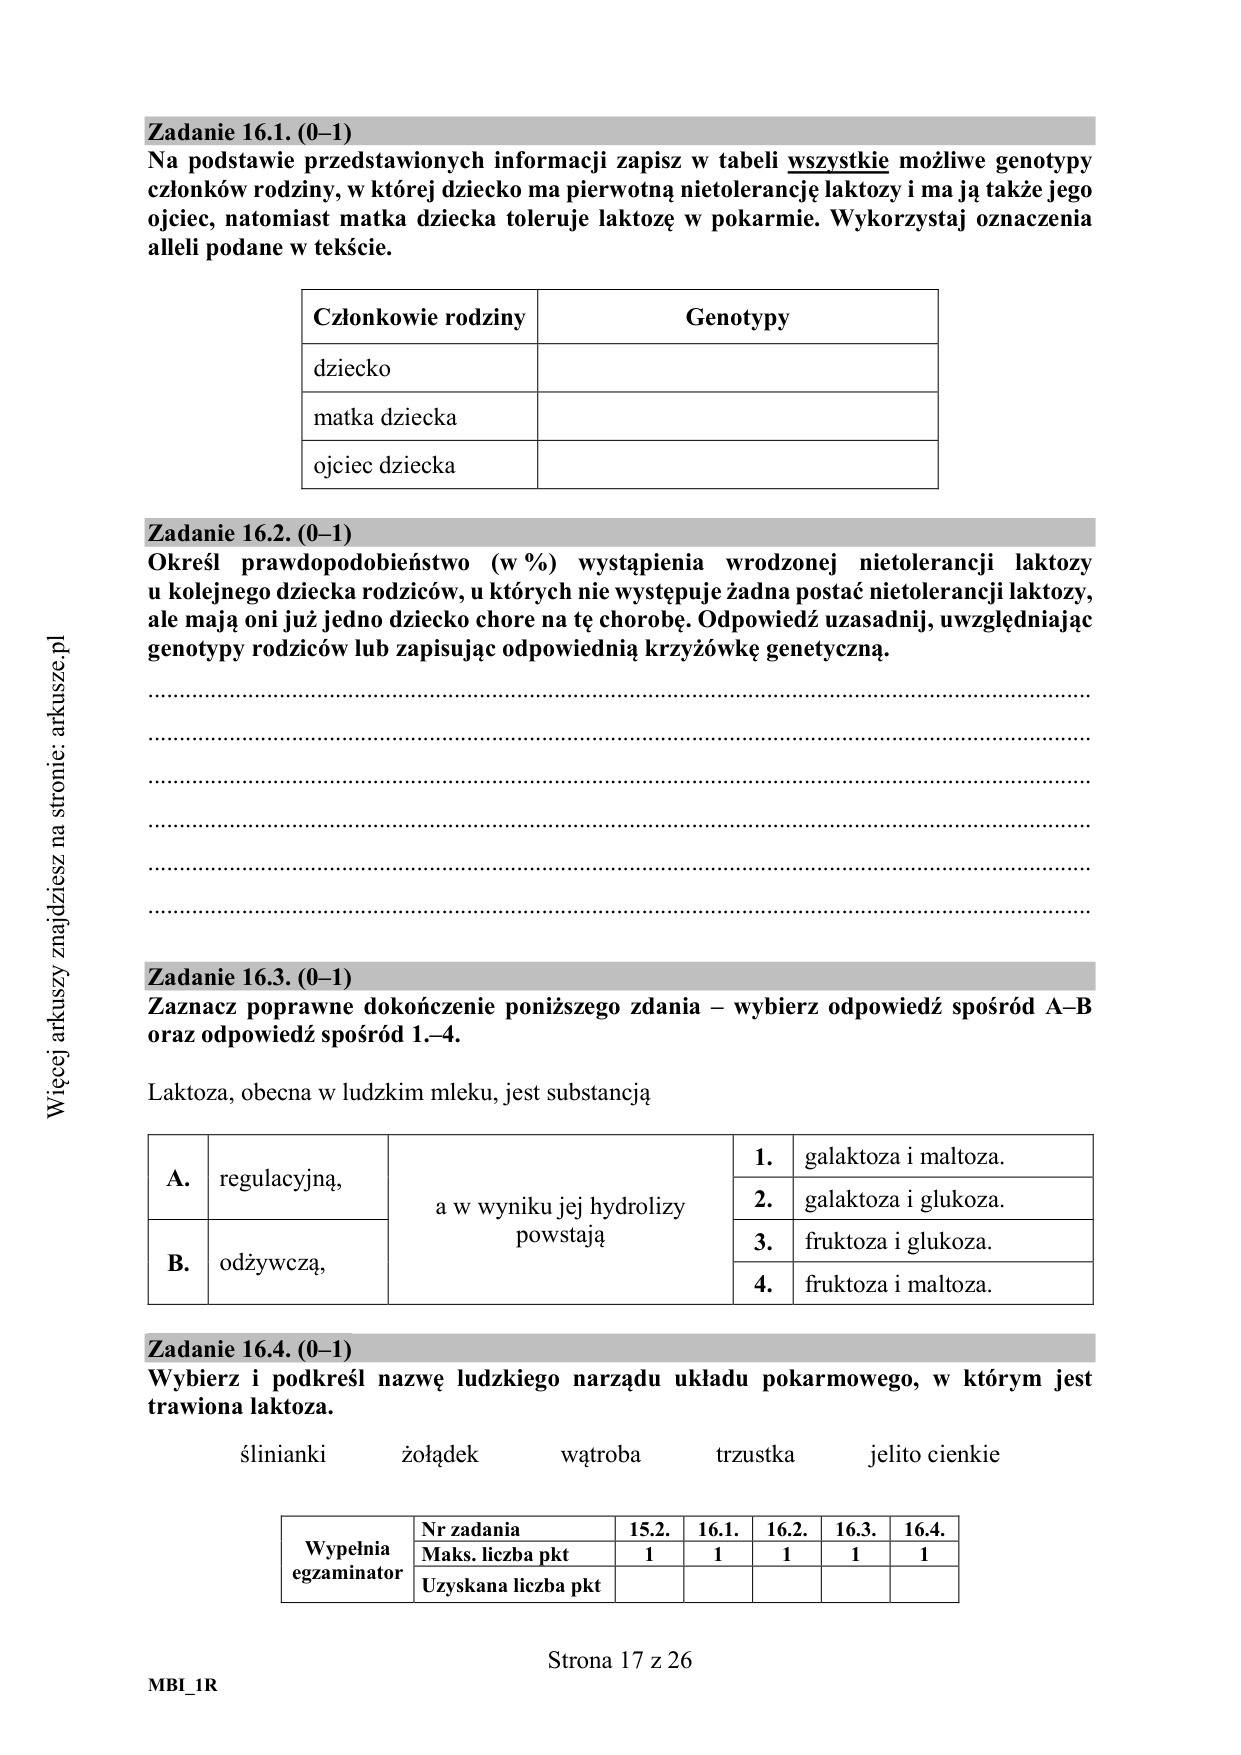 Zadanie 16.1. (0–1)
Na podstawie przedstawionych informacji zapisz w tabeli wszystkie możliwe genotypy
członków rodziny, w której dziecko ma pierwotną nietolerancję laktozy i ma ją także jego
ojciec, natomiast matka dziecka toleruje laktozę w pokarmie. Wykorzystaj oznaczenia
alleli podane w tekście.
Członkowie rodziny Genotypy
dziecko
matka dziecka
ojciec dziecka
Zadanie 16.2. (0–1)
Określ prawdopodobieństwo (w %) wystąpienia wrodzonej nietolerancji laktozy
u kolejnego dziecka rodziców, u których nie występuje żadna postać nietolerancji laktozy,
ale mają oni już jedno dziecko chore na tę chorobę. Odpowiedź uzasadnij, uwzględniając
genotypy rodziców lub zapisując odpowiednią krzyżówkę genetyczną.
Zadanie 16.3. (0–1)
Zaznacz poprawne dokończenie poniższego zdania – wybierz odpowiedź spośród A–B
oraz odpowiedź spośród 1.–4.
Laktoza, obecna w ludzkim mleku, jest substancją
A. regulacyjną,
B. odżywczą,
a w wyniku jej hydrolizy
powstają
1. galaktoza i maltoza.
2. galaktoza i glukoza.
3. fruktoza i glukoza.
4. fruktoza i maltoza.
Zadanie 16.4. (0–1)
Wybierz i podkreśl nazwę ludzkiego narządu układu pokarmowego, w którym jest
trawiona laktoza.
ślinianki żołądek wątroba trzustka jelito cienkie
Wypełnia
egzaminator
Nr zadania 15.2. 16.1. 16.2. 16.3. 16.4.
Maks. liczba pkt 1 1 1 1 1
Uzyskana liczba pkt
Strona 17 z 26
MBI_1R
Więcej arkuszy znajdziesz na stronie: arkusze.pl